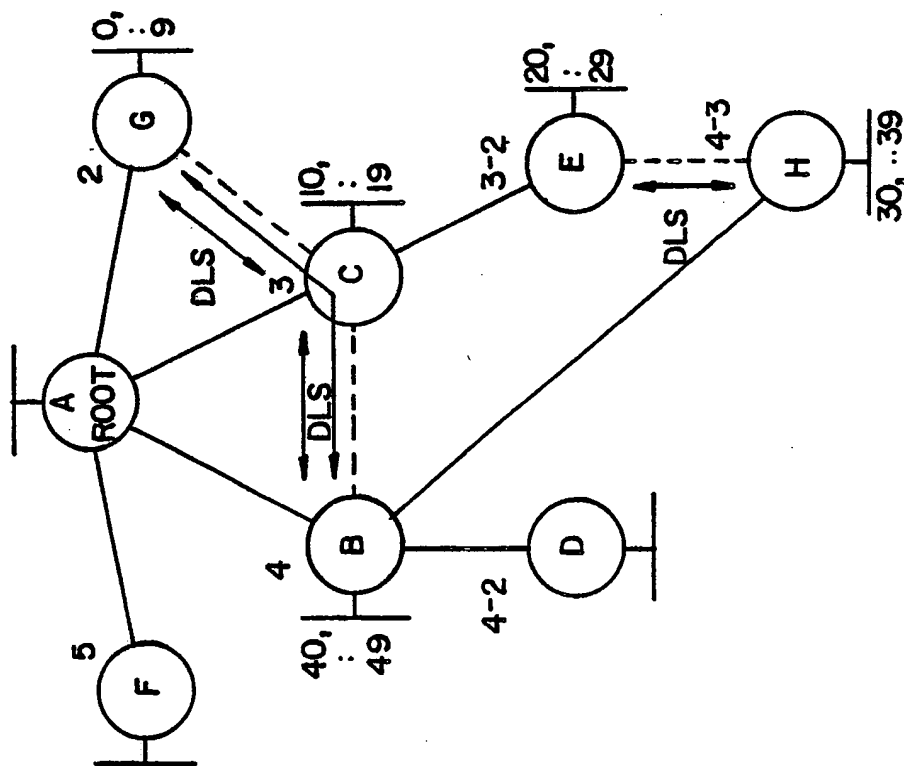 A
ROOT
F
5
G
2
0,
..9
DLS
B
4
40,
..
49
DLS
C
3
10,
..
19
D
4-2
E
3-2
20,
..
29
DLS
H
4-3
30, ..39